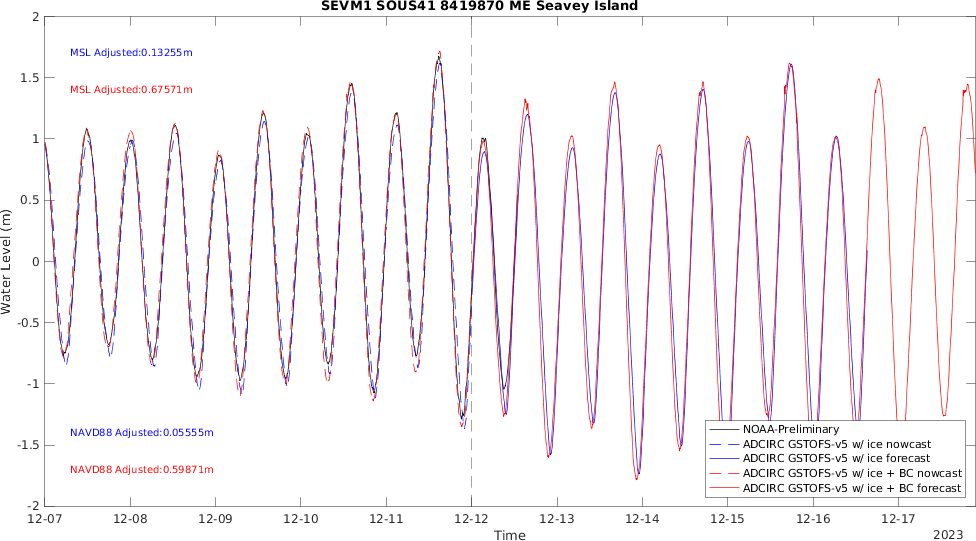 SEVM1 SOUS41 8419870 ME Seavey Island
2
1.5
1
0.5
0
-0.5
-1
-1.5
-2
Water Level (m)
MSL Adjusted:0.13255m
MSL Adjusted:0.67571m
NAVD88 Adjusted:0.05555m
NAVD88 Adjusted:0.59871m
NOAA-Preliminary
ADCIRC GSTOFS-v5 w/ ice nowcast
ADCIRC GSTOFS-v5 w/ ice forecast
ADCIRC GSTOFS-v5 w/ ice + BC nowcast
ADCIRC GSTOFS-v5 w/ ice + BC forecast
12-07 12-08 12-09 12-10 12-11 12-12 12-13 12-14 12-15 12-16 12-17
Time
2023